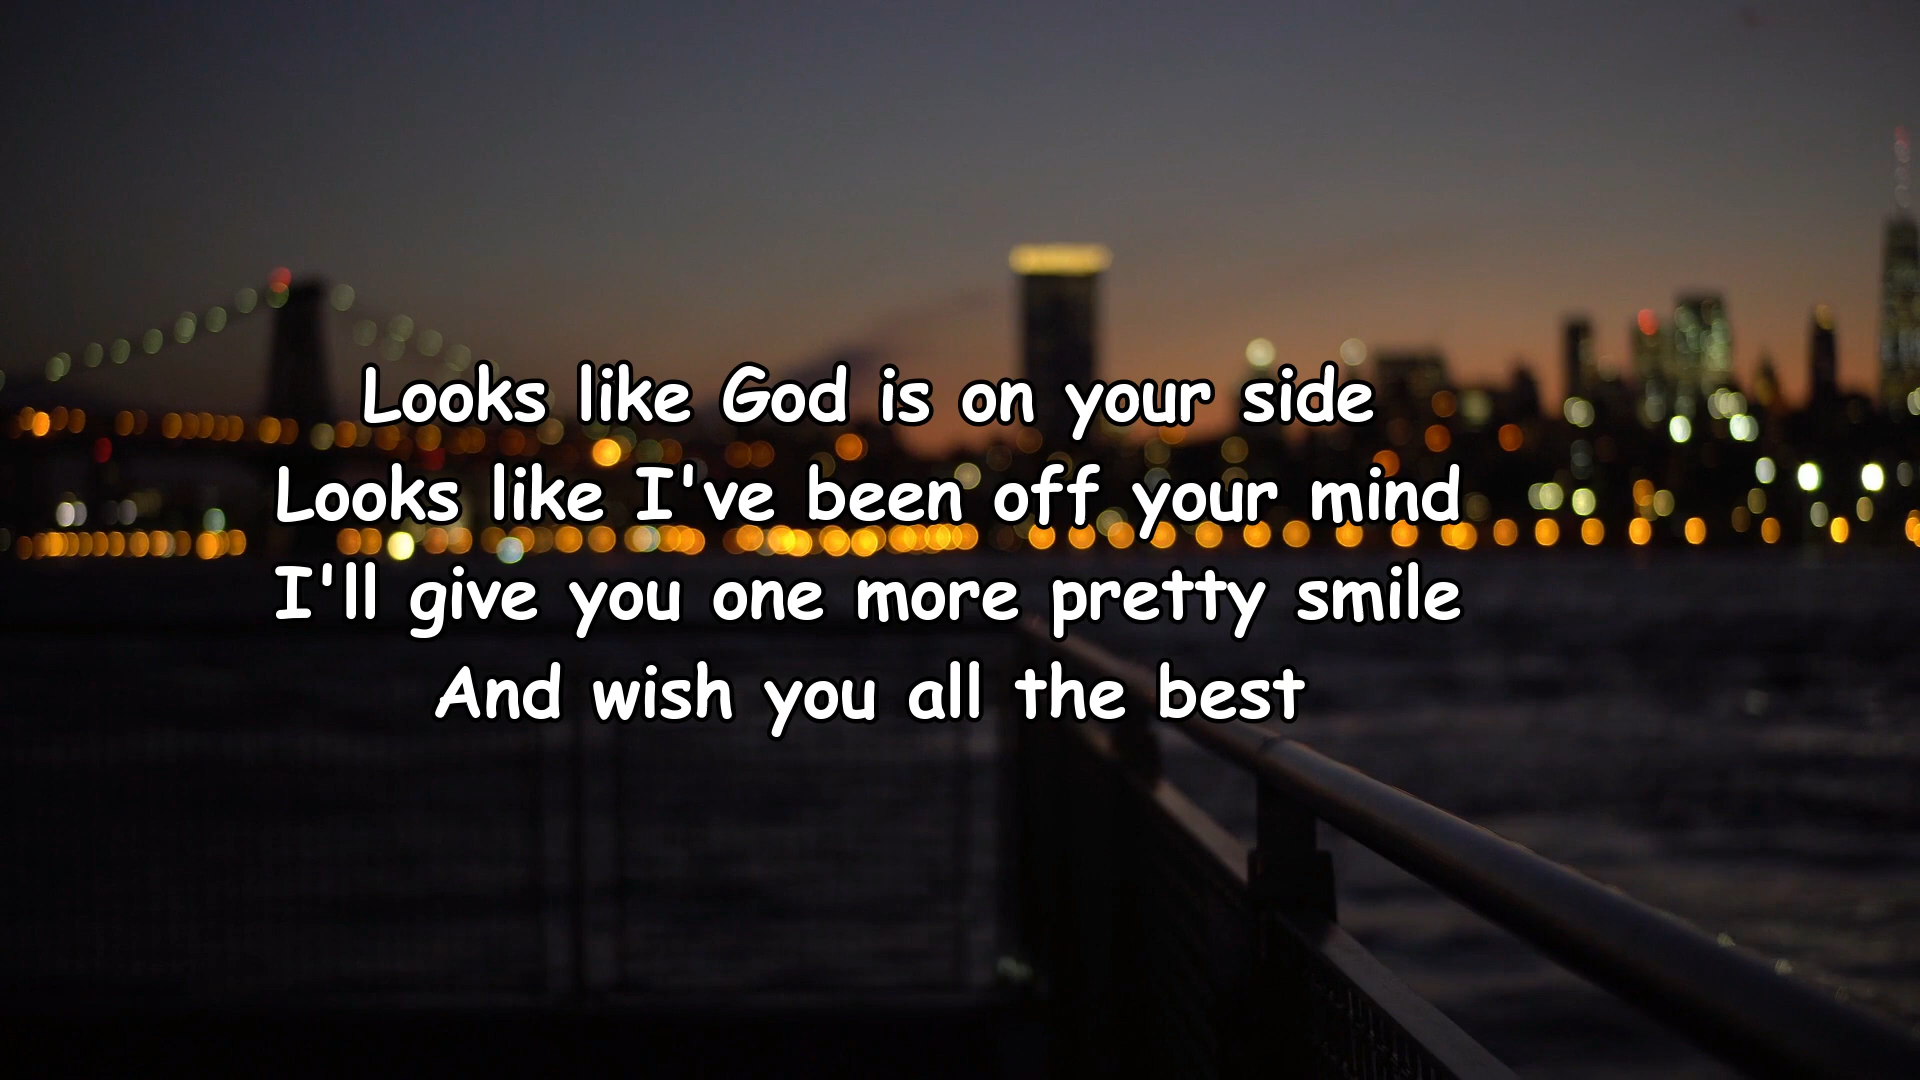 Looks like God is on your side
Looks like I've been off your mind
I'll give you one more pretty smile
And wish you all the best